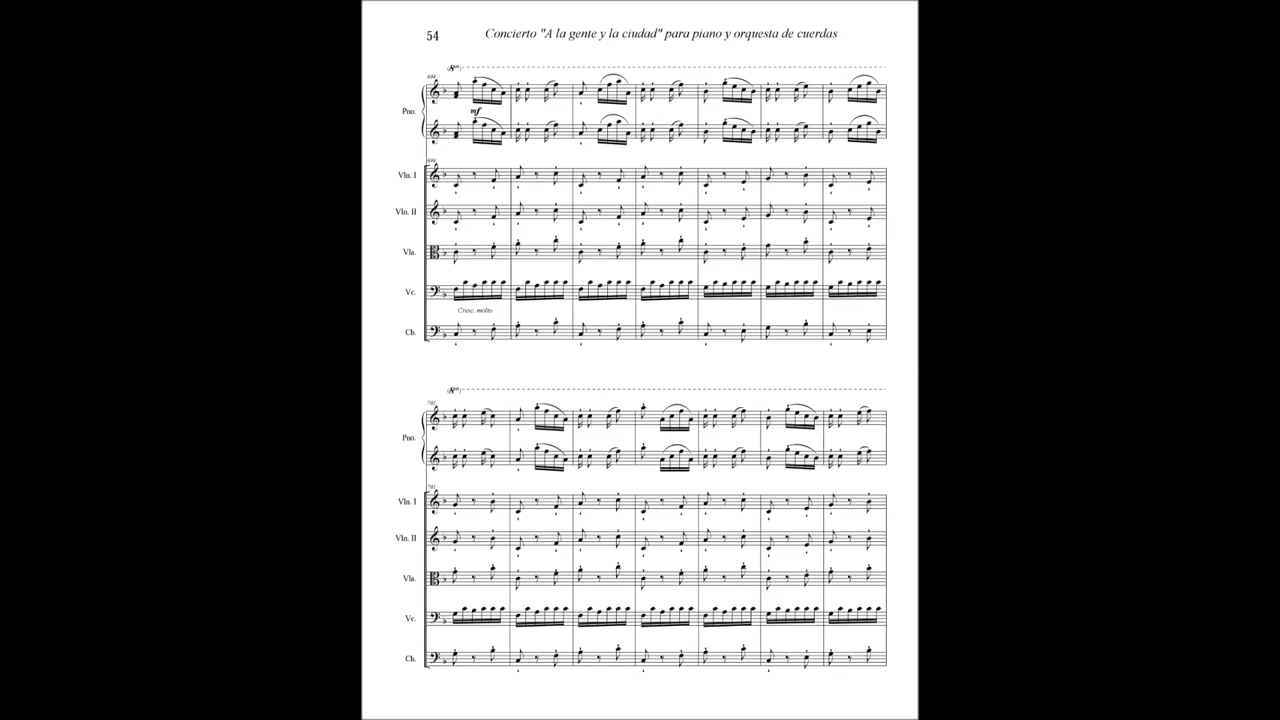 54
Concierto "A la gente y la ciudad" para piano y orquesta de cuerdas
(8va)
694
Pno.
mf
694
Vln. I
Vln. II
Vla.
Vc.
Cresc. molto
Cb.
(8va)
Pno.
Vln. I
Vln. II
Vla.
Vc.
Cb.